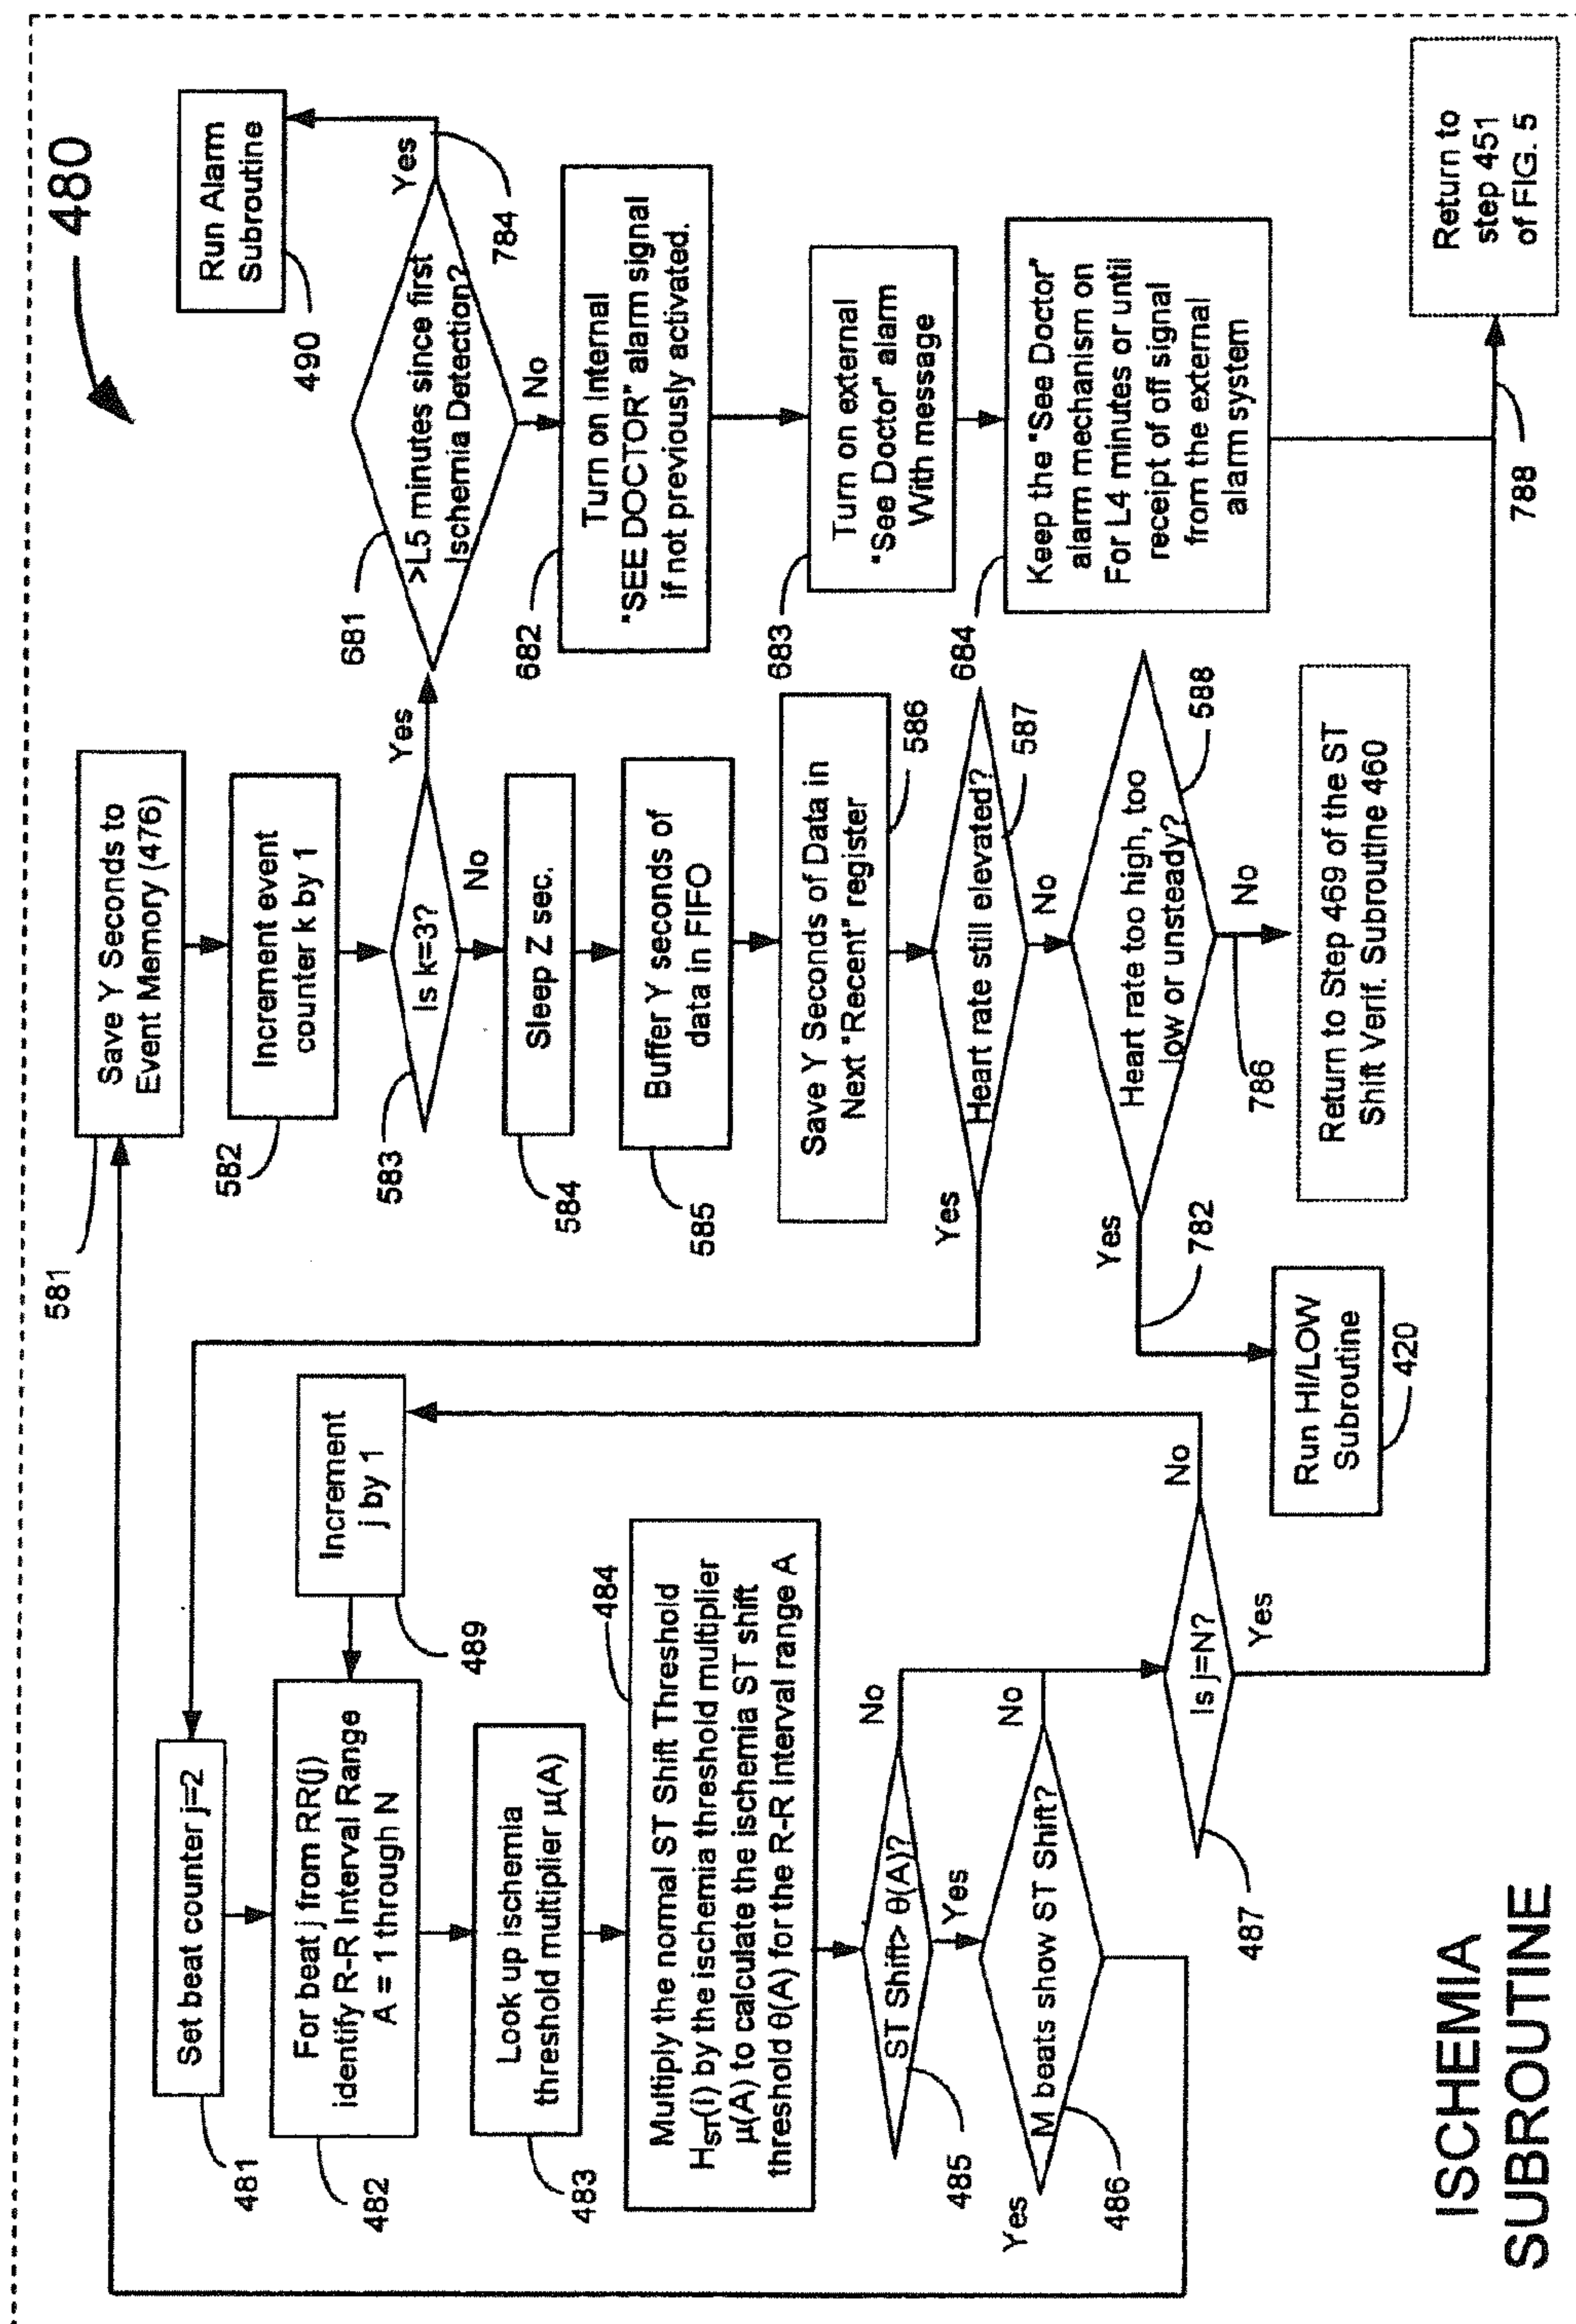 480
Set beat counter j=2
481
For beat j from RR(j)
identify R-R Interval Range
A = 1 through N
482
Increment
j by 1
489
Look up ischemia
threshold multiplier µ(A)
483
Multiply the normal ST Shift Threshold
HST(i) by the ischemia threshold multiplier
µ(A) to calculate the ischemia ST shift
threshold θ(A) for the R-R Interval range A
484
ST Shift> θ(A)?
485
No
Yes
M beats show ST Shift?
486
No
Yes
Is j=N?
487
No
Yes
581
Save Y Seconds to
Event Memory (476)
Increment event
counter k by 1
582
Is k=3?
583
Yes
No
Sleep Z sec.
584
Buffer Y seconds of
data in FIFO
585
Save Y Seconds of Data in
Next "Recent" register
586
Heart rate still elevated?
587
Yes
No
Heart rate too high, too
low or unsteady?
588
Yes
782
No
786
Run HI/LOW
Subroutine
420
Return to Step 469 of the ST
Shift Verif. Subroutine 460
>L5 minutes since first
Ischemia Detection?
681
Yes
784
No
Run Alarm
Subroutine
490
Turn on Internal
"SEE DOCTOR" alarm signal
if not previously activated.
682
Turn on external
"See Doctor" alarm
With message
683
Keep the "See Doctor"
alarm mechanism on
For L4 minutes or until
receipt of off signal
from the external
alarm system
684
788
Return to
step 451
of FIG. 5
ISCHEMIA
SUBROUTINE